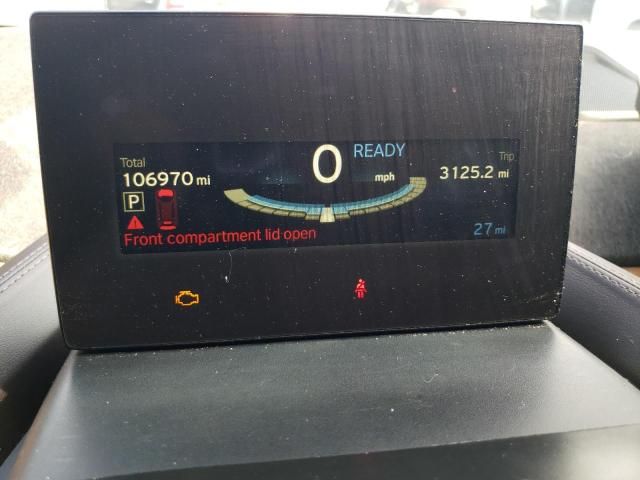 Total
106970 mi
P
0
READY
mph
Trip
3125.2 mi
Front compartment lid open
27 mi